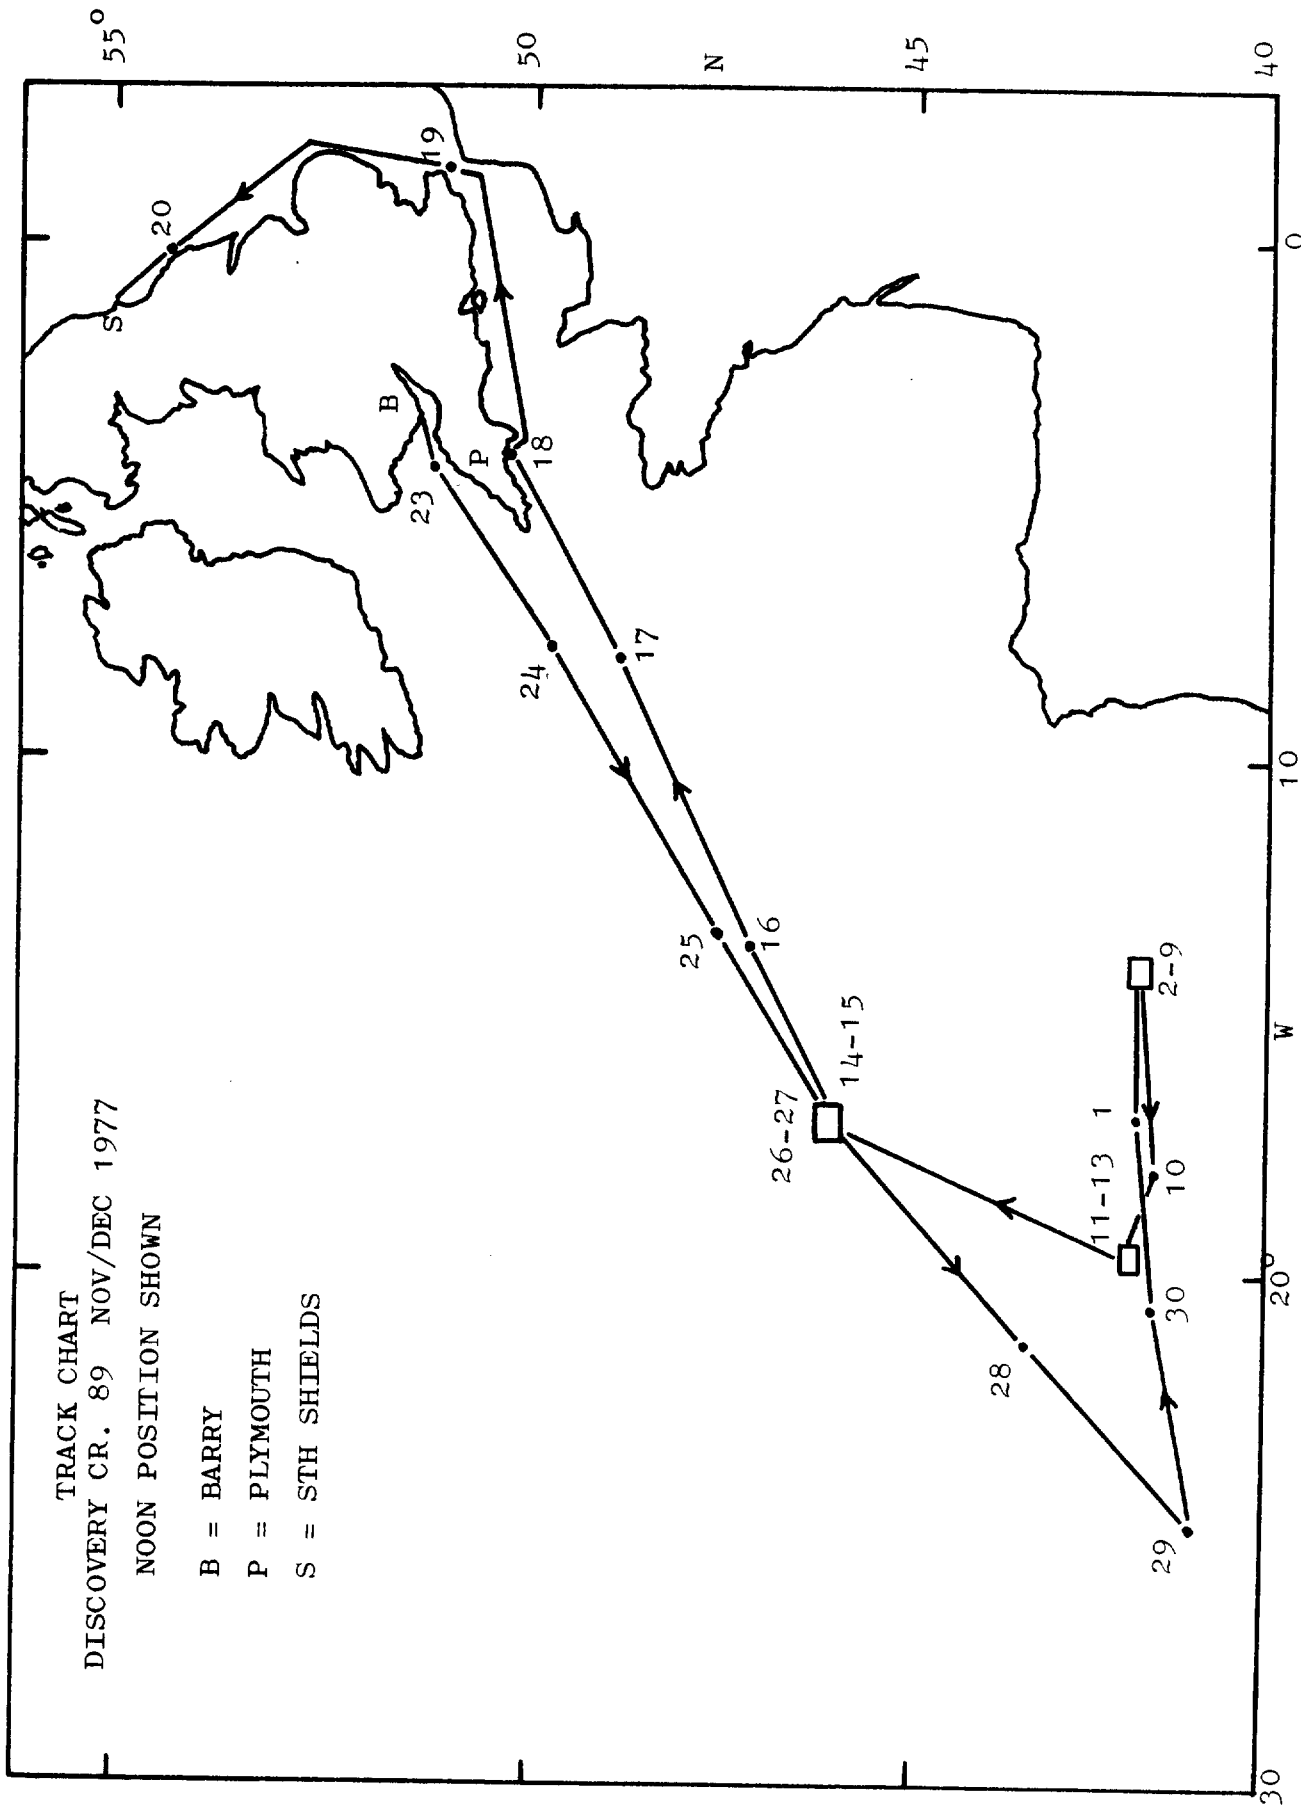 TRACK CHART
DISCOVERY CR. 89 NOV/DEC 1977
NOON POSITION SHOWN
B = BARRY
P = PLYMOUTH
S = STH SHIELDS
55°
50
N
45
40
30
20°
W
10
0
S
20
19
B
23
P
18
24
17
25
16
26-27
14-15
28
29
30
11-13
1
10
2-9